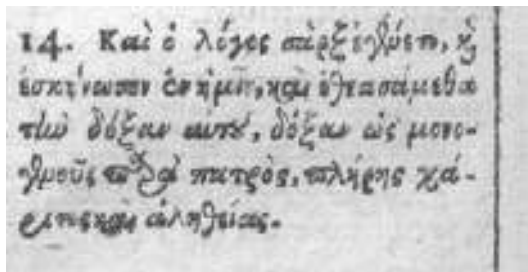 14. Καὶ ὁ λόγος σὰρξ ἐγένετο, καὶ
ἐσκήνωσεν ἐν ἡμῖν, καὶ ἐθεασάμεθα
τὴν δόξαν αὐτοῦ, δόξαν ὡς μονο-
γενοῦς παρὰ πατρὸς, πλήρης χά-
ριτος καὶ ἀληθείας.